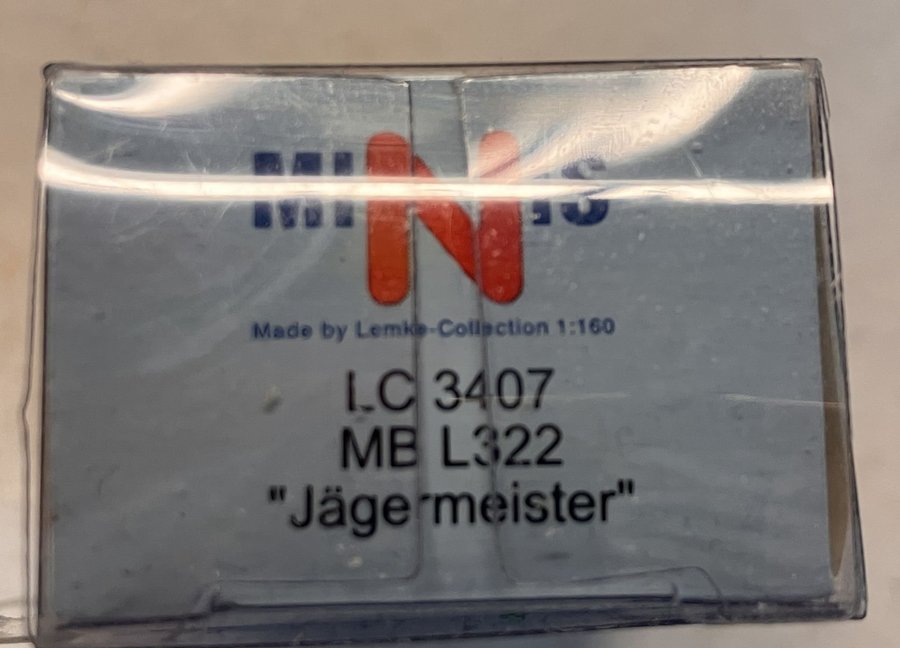 MINIS
Made by Lemke-Collection 1:160
LC 3407
MB L322
"Jägermeister"